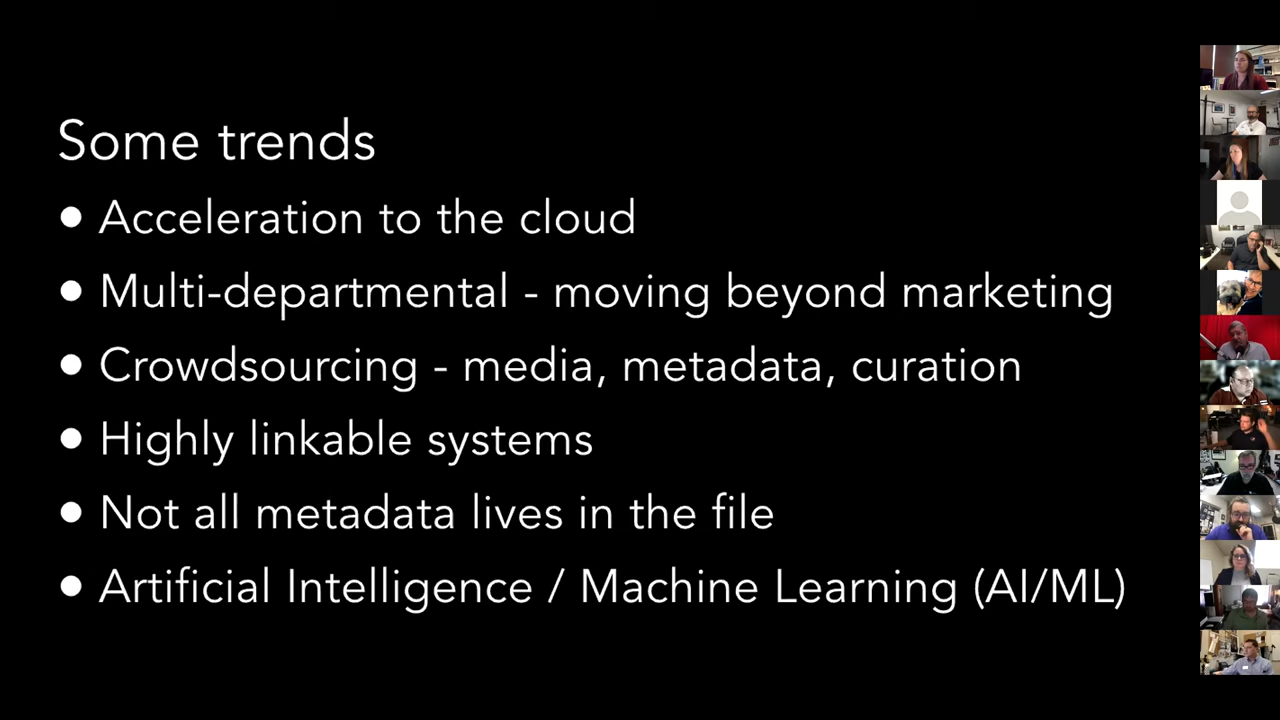 Some trends
● Acceleration to the cloud
● Multi-departmental - moving beyond marketing
● Crowdsourcing - media, metadata, curation
● Highly linkable systems
● Not all metadata lives in the file
● Artificial Intelligence / Machine Learning (AI/ML)